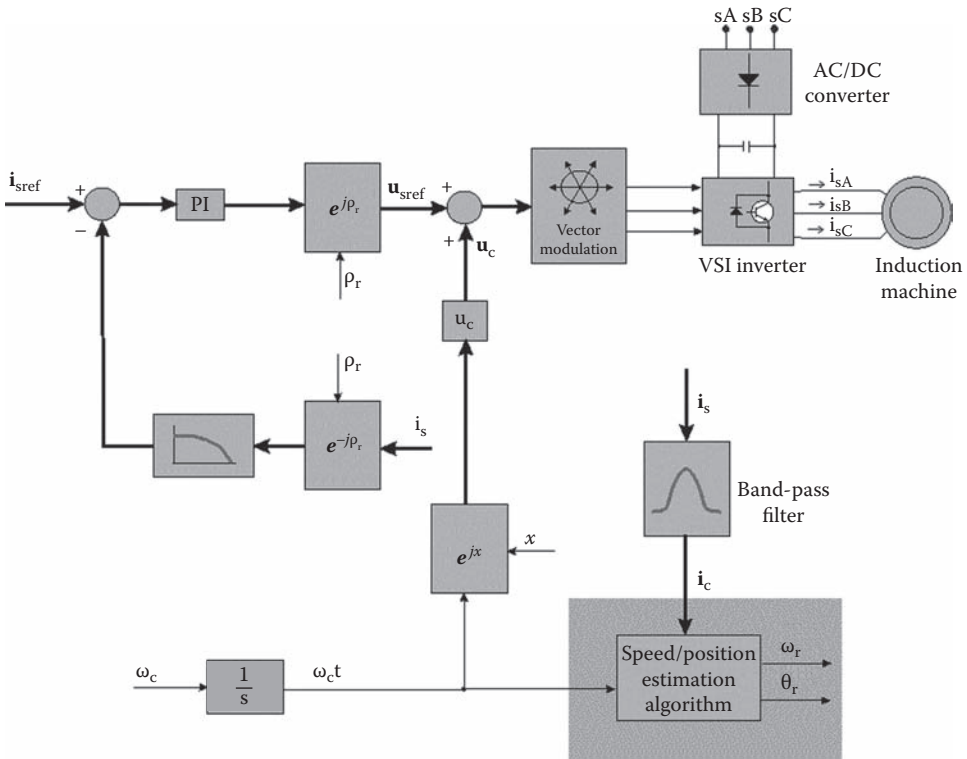 sA sB sC
AC/DC
converter
i_sref
+
−
PI
e^jρ_r
u_sref
+
+
u_c
Vector
modulation
i_sA
i_sB
i_sC
VSI inverter
Induction
machine
ρ_r
u_c
ρ_r
e^−jρ_r
i_s
i_s
Band-pass
filter
e^jx
x
i_c
ω_c
1
s
ω_ct
Speed/position
estimation
algorithm
ω_r
θ_r